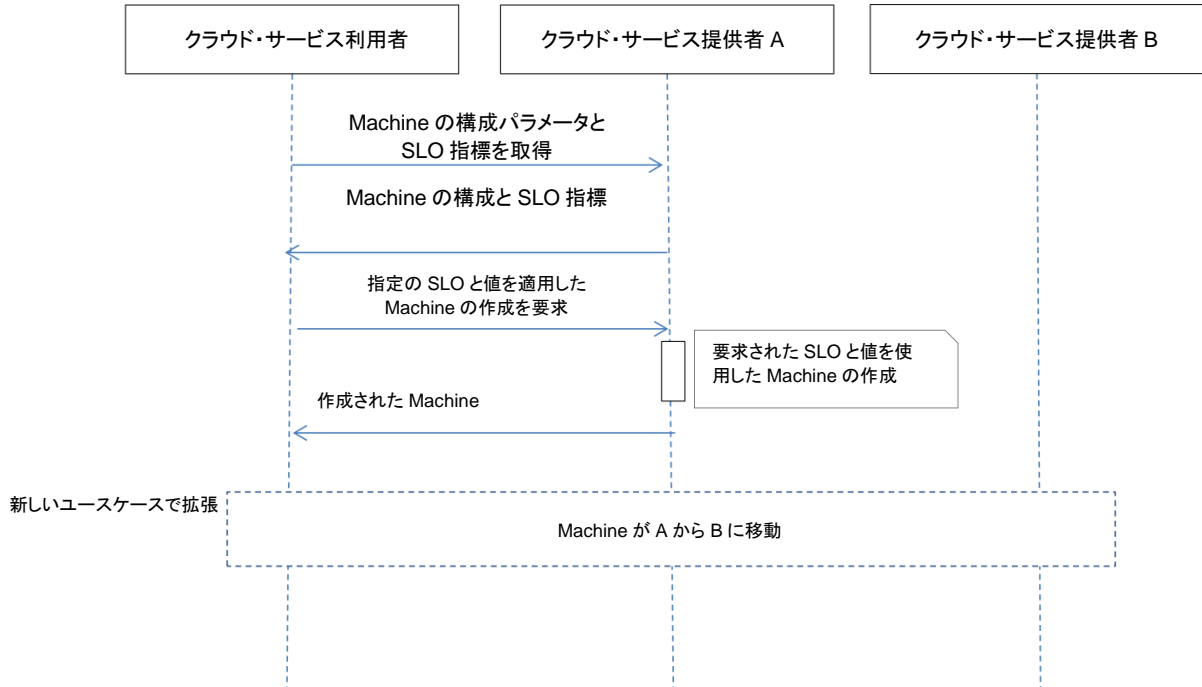 クラウド・サービス利用者
クラウド・サービス提供者 A
クラウド・サービス提供者 B
Machine の構成パラメータと
SLO 指標を取得
Machine の構成と SLO 指標
指定の SLO と値を適用した
Machine の作成を要求
要求された SLO と値を使
用した Machine の作成
作成された Machine
新しいユースケースで拡張
Machine が A から B に移動